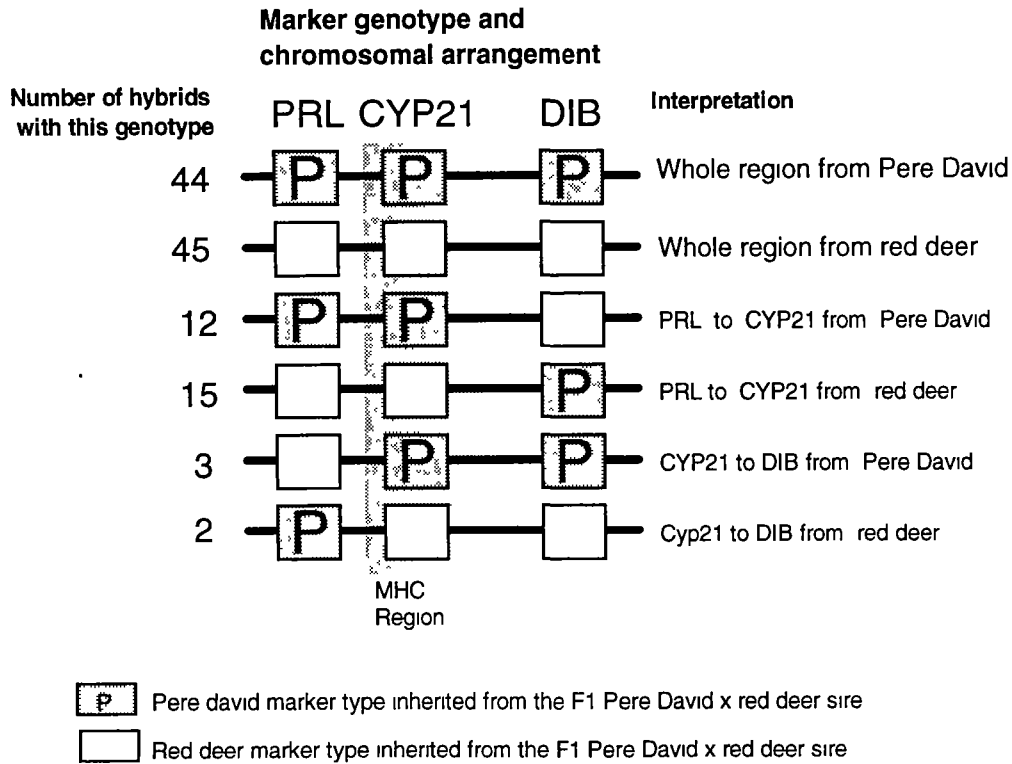 Marker genotype and
chromosomal arrangement
Number of hybrids
with this genotype
PRL CYP21 DIB
Interpretation
44 P P P Whole region from Pere David
45 Whole region from red deer
12 P P PRL to CYP21 from Pere David
15 P PRL to CYP21 from red deer
3 P P CYP21 to DIB from Pere David
2 P Cyp21 to DIB from red deer
MHC
Region
P Pere david marker type inherited from the F1 Pere David x red deer sire
Red deer marker type inherited from the F1 Pere David x red deer sire